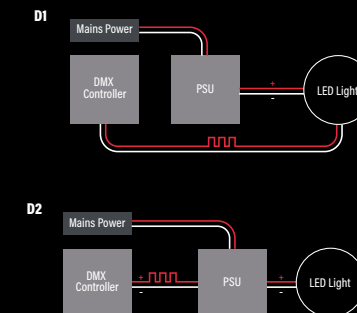 D1
Mains Power
DMX
Controller
PSU
+
-
LED Light
D2
Mains Power
DMX
Controller
+
-
PSU
+
-
LED Light